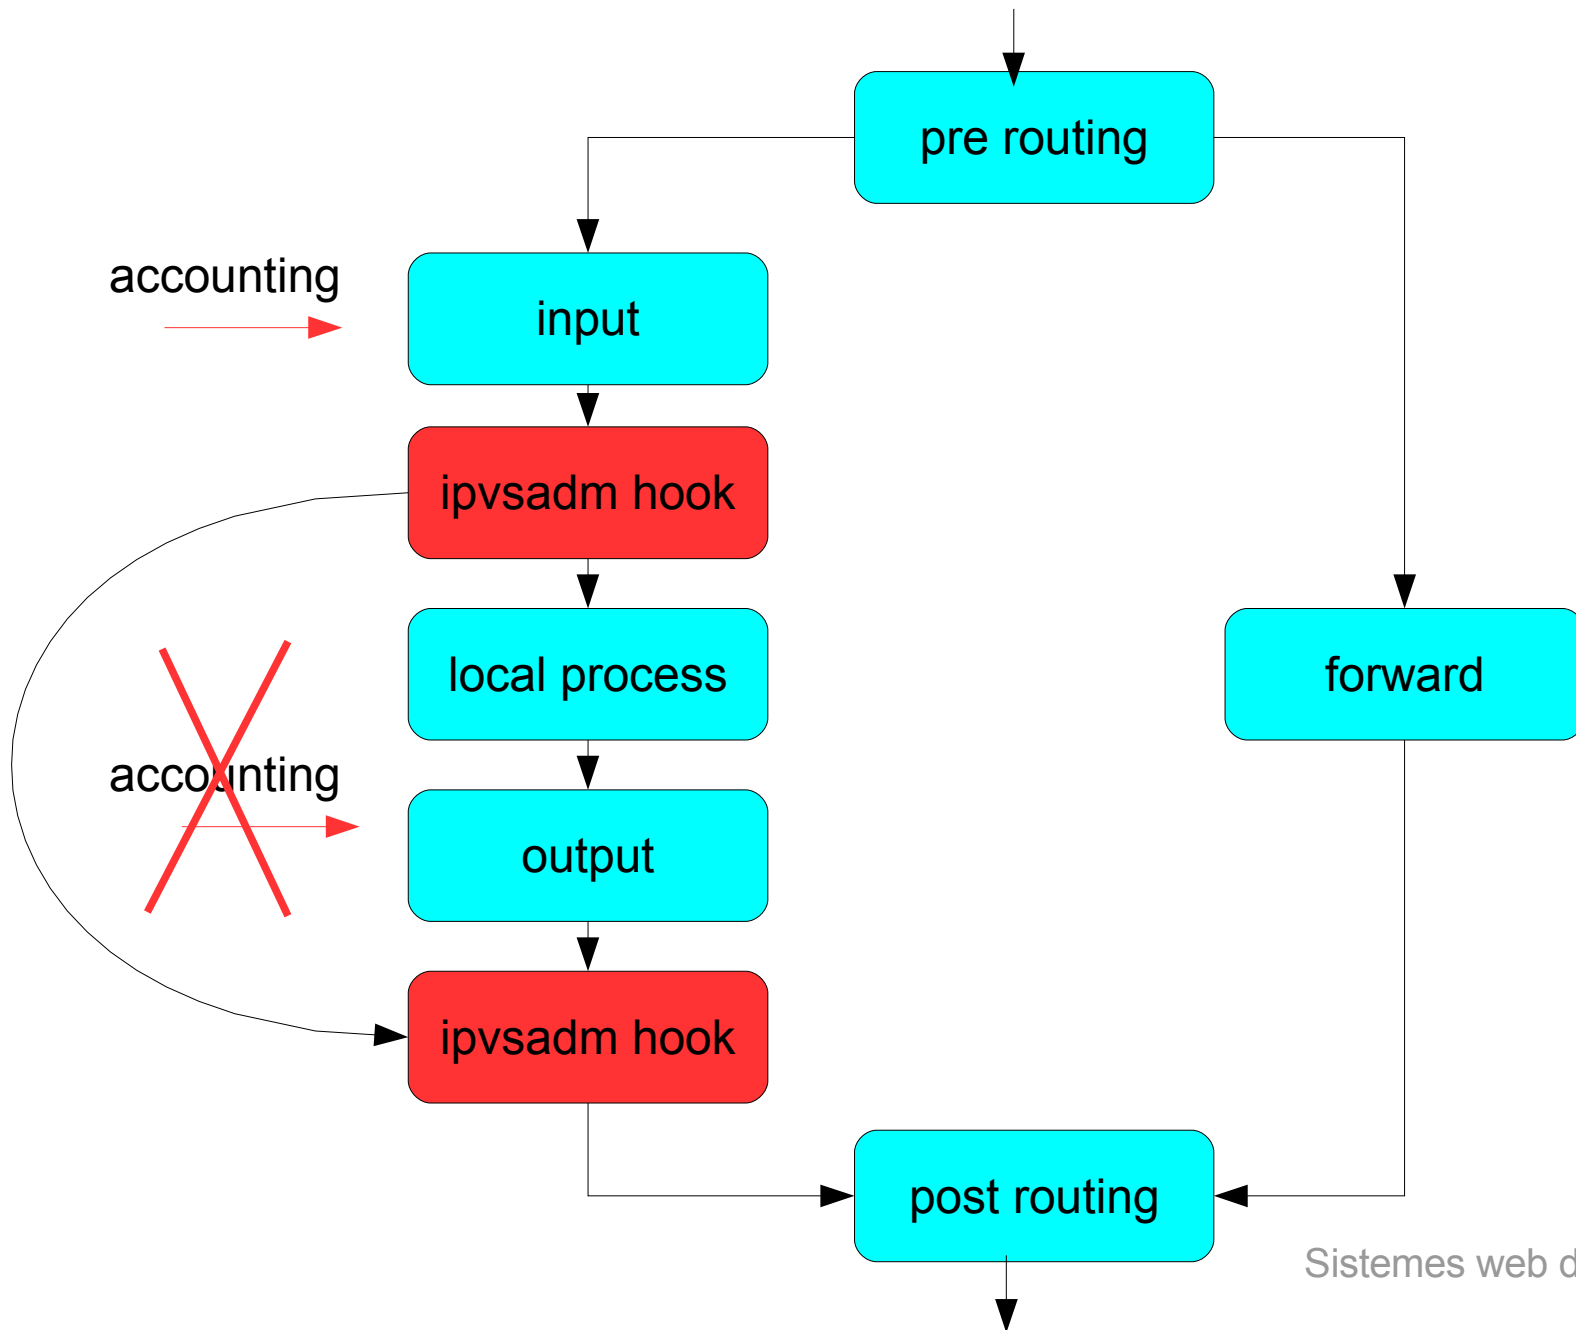 pre routing
accounting
input
ipvsadm hook
local process
forward
accounting
output
ipvsadm hook
post routing
Sistemes web d